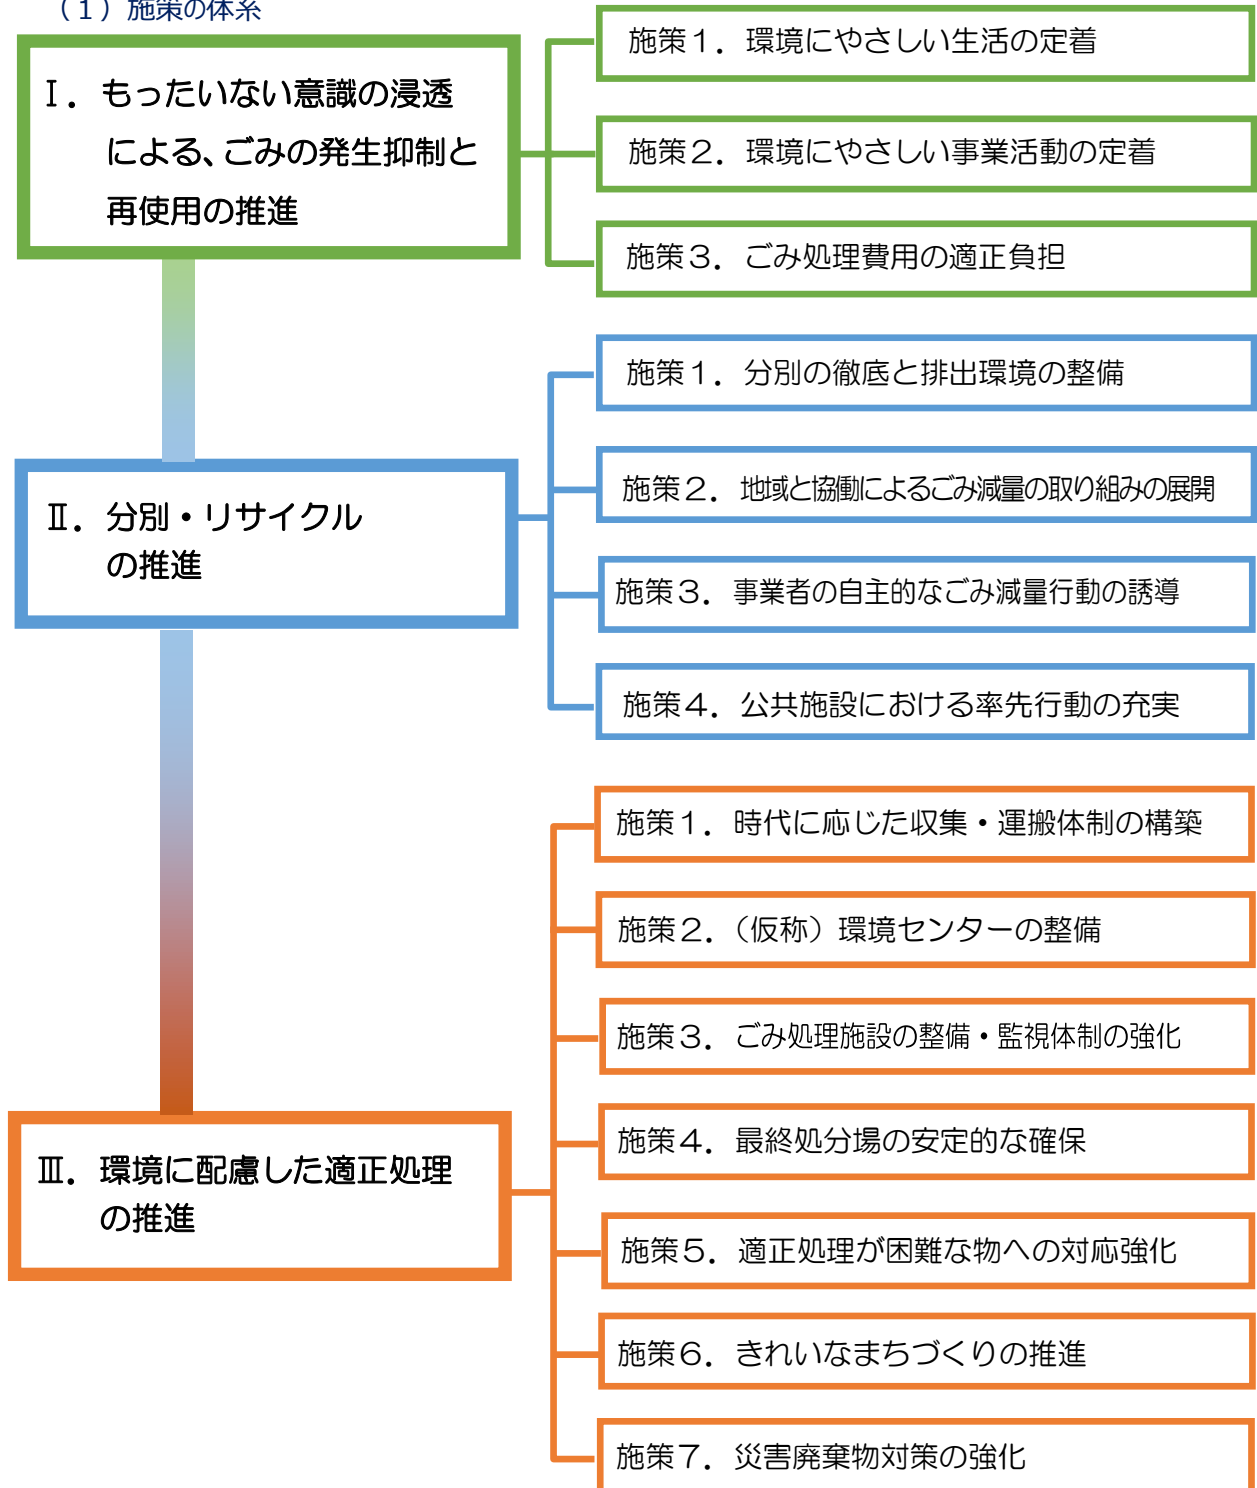 （１）施策の体系
Ⅰ．もったいない意識の浸透
による、ごみの発生抑制と
再使用の推進
施策１．環境にやさしい生活の定着
施策２．環境にやさしい事業活動の定着
施策３．ごみ処理費用の適正負担
Ⅱ．分別・リサイクル
の推進
施策１．分別の徹底と排出環境の整備
施策２．地域と協働によるごみ減量の取り組みの展開
施策３．事業者の自主的なごみ減量行動の誘導
施策４．公共施設における率先行動の充実
Ⅲ．環境に配慮した適正処理
の推進
施策１．時代に応じた収集・運搬体制の構築
施策２．（仮称）環境センターの整備
施策３．ごみ処理施設の整備・監視体制の強化
施策４．最終処分場の安定的な確保
施策５．適正処理が困難な物への対応強化
施策６．きれいなまちづくりの推進
施策７．災害廃棄物対策の強化